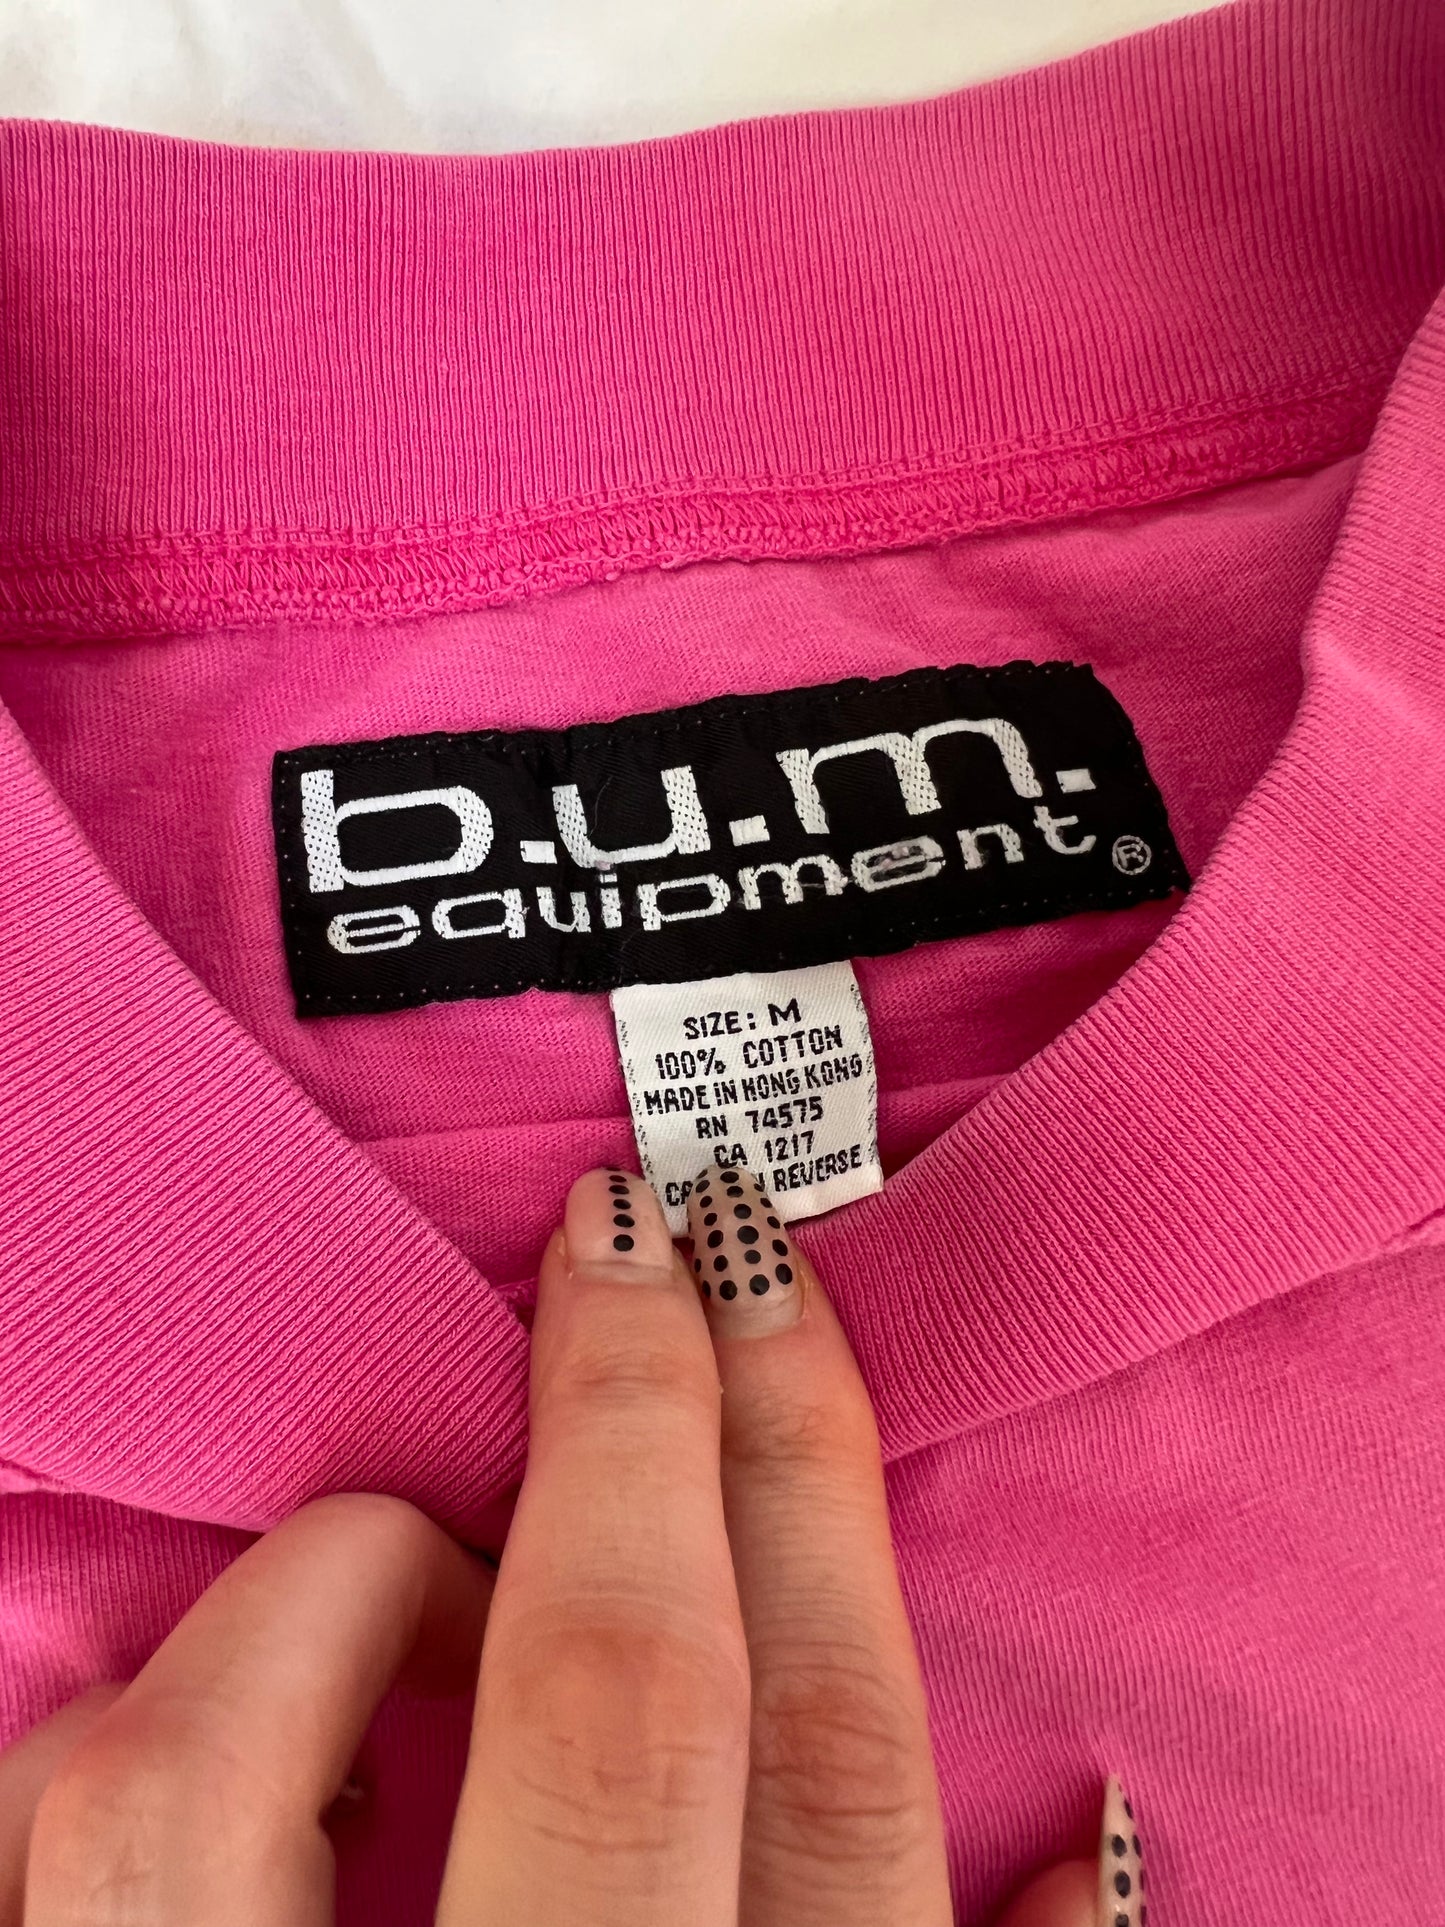 b.u.m.
equipment ®
SIZE: M
100% COTTON
MADE IN HONG KONG
RN 74575
CA 1217
REVERSE